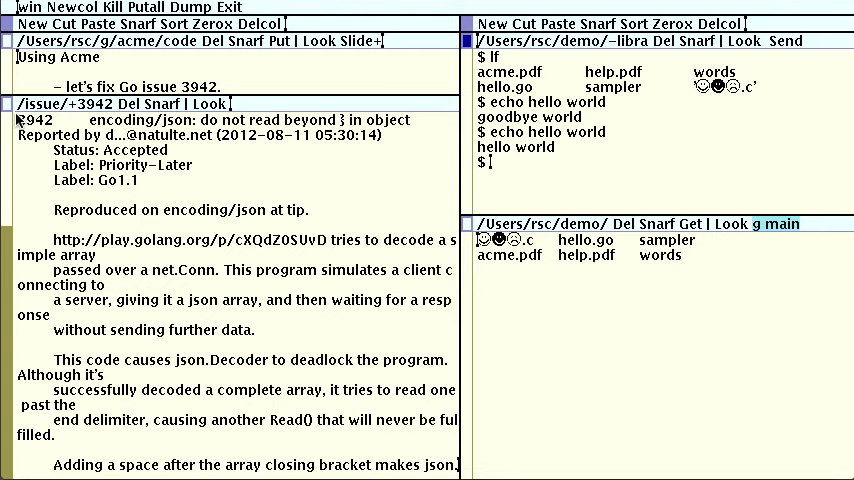 win Newcol Kill Putall Dump Exit
New Cut Paste Snarf Sort Zerox Delcol
/Users/rsc/g/acme/code Del Snarf Put | Look Slide+
Using Acme
– let's fix Go issue 3942.
/issue/+3942 Del Snarf | Look
3942 encoding/json: do not read beyond } in object
Reported by d...@natulte.net (2012–08–11 05:30:14)
Status: Accepted
Label: Priority–Later
Label: Go1.1
Reproduced on encoding/json at tip.
http://play.golang.org/p/cXQdZ0SUvD tries to decode a s
imple array
passed over a net.Conn. This program simulates a client c
onnecting to
a server, giving it a json array, and then waiting for a resp
onse
without sending further data.
This code causes json.Decoder to deadlock the program.
Although it's
successfully decoded a complete array, it tries to read one
past the
end delimiter, causing another Read() that will never be ful
filled.
Adding a space after the array closing bracket makes json.
New Cut Paste Snarf Sort Zerox Delcol
/Users/rsc/demo/–libra Del Snarf | Look Send
$ lf
acme.pdf help.pdf words
hello.go sampler '☺☻☹.c'
$ echo hello world
goodbye world
$ echo hello world
hello world
$
/Users/rsc/demo/ Del Snarf Get | Look g main
☺☻☹.c hello.go sampler
acme.pdf help.pdf words